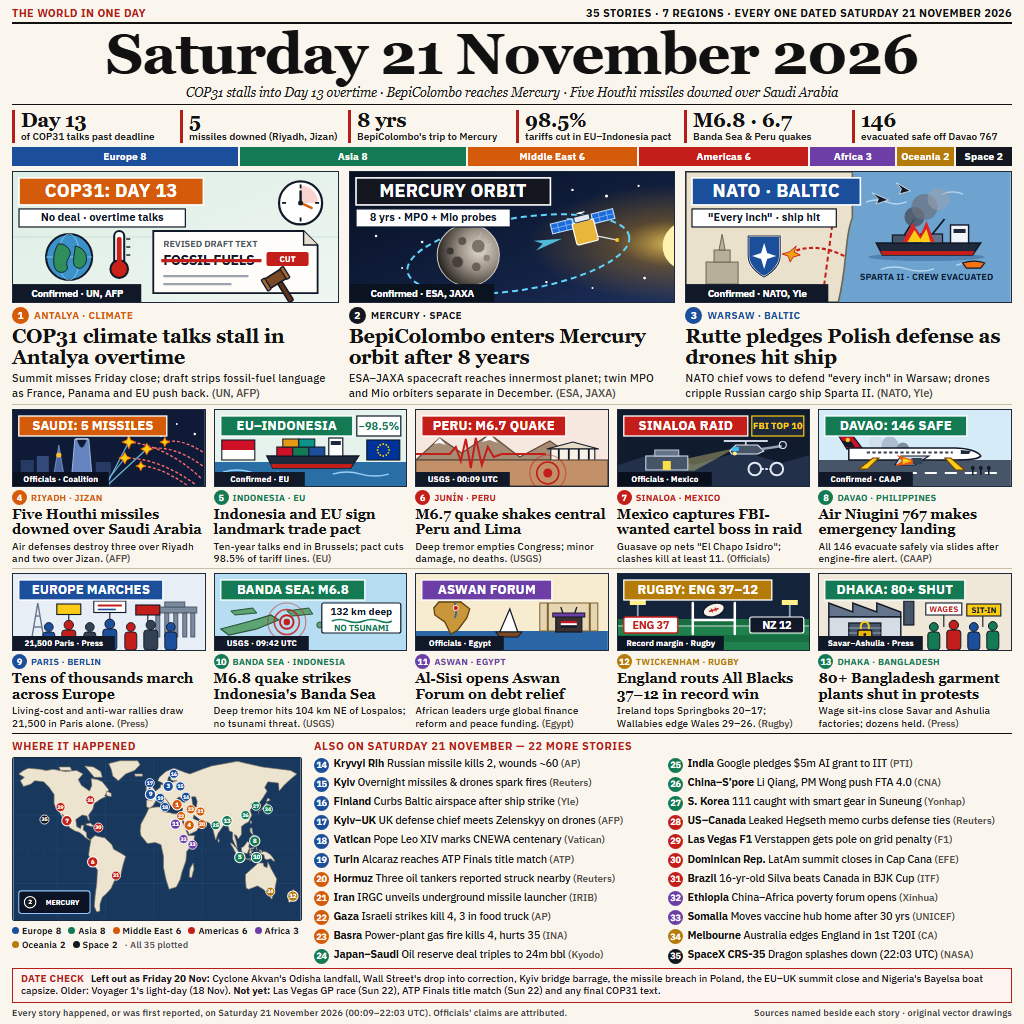 THE WORLD IN ONE DAY
35 STORIES · 7 REGIONS · EVERY ONE DATED SATURDAY 21 NOVEMBER 2026
Saturday 21 November 2026
COP31 stalls into Day 13 overtime · BepiColombo reaches Mercury · Five Houthi missiles downed over Saudi Arabia
Day 13
of COP31 talks past deadline
5
missiles downed (Riyadh, Jizan)
8 yrs
BepiColombo's trip to Mercury
98.5%
tariffs cut in EU–Indonesia pact
M6.8 · 6.7
Banda Sea & Peru quakes
146
evacuated safe off Davao 767
Europe 8
Asia 8
Middle East 6
Americas 6
Africa 3
Oceania 2
Space 2
COP31: DAY 13
No deal · overtime talks
REVISED DRAFT TEXT
FOSSIL FUELS
CUT
Confirmed · UN, AFP
1 ANTALYA · CLIMATE
COP31 climate talks stall in
Antalya overtime
Summit misses Friday close; draft strips fossil-fuel language
as France, Panama and EU push back. (UN, AFP)
MERCURY ORBIT
8 yrs · MPO + Mio probes
Confirmed · ESA, JAXA
2 MERCURY · SPACE
BepiColombo enters Mercury
orbit after 8 years
ESA–JAXA spacecraft reaches innermost planet; twin MPO
and Mio orbiters separate in December. (ESA, JAXA)
NATO · BALTIC
"Every inch" · ship hit
SPARTA II · CREW EVACUATED
Confirmed · NATO, Yle
3 WARSAW · BALTIC
Rutte pledges Polish defense as
drones hit ship
NATO chief vows to defend "every inch" in Warsaw; drones
cripple Russian cargo ship Sparta II. (NATO, Yle)
SAUDI: 5 MISSILES
Officials · Coalition
4 RIYADH · JIZAN
Five Houthi missiles
downed over Saudi Arabia
Air defenses destroy three over Riyadh
and two over Jizan. (AFP)
EU–INDONESIA
−98.5%
Confirmed · EU
5 INDONESIA · EU
Indonesia and EU sign
landmark trade pact
Ten-year talks end in Brussels; pact cuts
98.5% of tariff lines. (EU)
PERU: M6.7 QUAKE
USGS · 00:09 UTC
6 JUNÍN · PERU
M6.7 quake shakes central
Peru and Lima
Deep tremor empties Congress; minor
damage, no deaths. (USGS)
SINALOA RAID
FBI TOP 10
Officials · Mexico
7 SINALOA · MEXICO
Mexico captures FBI-
wanted cartel boss in raid
Guasave op nets "El Chapo Isidro";
clashes kill at least 11. (Officials)
DAVAO: 146 SAFE
Confirmed · CAAP
8 DAVAO · PHILIPPINES
Air Niugini 767 makes
emergency landing
All 146 evacuate safely via slides after
engine-fire alert. (CAAP)
EUROPE MARCHES
21,500 Paris · Press
9 PARIS · BERLIN
Tens of thousands march
across Europe
Living-cost and anti-war rallies draw
21,500 in Paris alone. (Press)
BANDA SEA: M6.8
132 km deep
NO TSUNAMI
USGS · 09:42 UTC
10 BANDA SEA · INDONESIA
M6.8 quake strikes
Indonesia's Banda Sea
Deep tremor hits 104 km NE of Lospalos;
no tsunami threat. (USGS)
ASWAN FORUM
Officials · Egypt
11 ASWAN · EGYPT
Al-Sisi opens Aswan
Forum on debt relief
African leaders urge global finance
reform and peace funding. (Egypt)
RUGBY: ENG 37–12
ENG 37
NZ 12
Record margin · Rugby
12 TWICKENHAM · RUGBY
England routs All Blacks
37–12 in record win
Ireland tops Springboks 20–17;
Wallabies edge Wales 29–26. (Rugby)
DHAKA: 80+ SHUT
WAGES
SIT-IN
Savar–Ashulia · Press
13 DHAKA · BANGLADESH
80+ Bangladesh garment
plants shut in protests
Wage sit-ins close Savar and Ashulia
factories; dozens held. (Press)
WHERE IT HAPPENED
2 MERCURY
Europe 8 Asia 8 Middle East 6 Americas 6 Africa 3
Oceania 2 Space 2 · All 35 plotted
ALSO ON SATURDAY 21 NOVEMBER — 22 MORE STORIES
14 Kryvyi Rih Russian missile kills 2, wounds ~60 (AP)
15 Kyiv Overnight missiles & drones spark fires (Reuters)
16 Finland Curbs Baltic airspace after ship strike (Yle)
17 Kyiv–UK UK defense chief meets Zelenskyy on drones (AFP)
18 Vatican Pope Leo XIV marks CNEWA centenary (Vatican)
19 Turin Alcaraz reaches ATP Finals title match (ATP)
20 Hormuz Three oil tankers reported struck nearby (Reuters)
21 Iran IRGC unveils underground missile launcher (IRIB)
22 Gaza Israeli strikes kill 4, 3 in food truck (AP)
23 Basra Power-plant gas fire kills 4, hurts 35 (INA)
24 Japan–Saudi Oil reserve deal triples to 24m bbl (Kyodo)
25 India Google pledges $5m AI grant to IIT (PTI)
26 China–S'pore Li Qiang, PM Wong push FTA 4.0 (CNA)
27 S. Korea 111 caught with smart gear in Suneung (Yonhap)
28 US–Canada Leaked Hegseth memo curbs defense ties (Reuters)
29 Las Vegas F1 Verstappen gets pole on grid penalty (F1)
30 Dominican Rep. LatAm summit closes in Cap Cana (EFE)
31 Brazil 16-yr-old Silva beats Canada in BJK Cup (ITF)
32 Ethiopia China–Africa poverty forum opens (Xinhua)
33 Somalia Moves vaccine hub home after 30 yrs (UNICEF)
34 Melbourne Australia edges England in 1st T20I (CA)
35 SpaceX CRS-35 Dragon splashes down (22:03 UTC) (NASA)
DATE CHECK Left out as Friday 20 Nov: Cyclone Akvan's Odisha landfall, Wall Street's drop into correction, Kyiv bridge barrage, the missile breach in Poland, the EU–UK summit close and Nigeria's Bayelsa boat
capsize. Older: Voyager 1's light-day (18 Nov). Not yet: Las Vegas GP race (Sun 22), ATP Finals title match (Sun 22) and any final COP31 text.
Every story happened, or was first reported, on Saturday 21 November 2026 (00:09–22:03 UTC). Officials' claims are attributed.
Sources named beside each story · original vector drawings